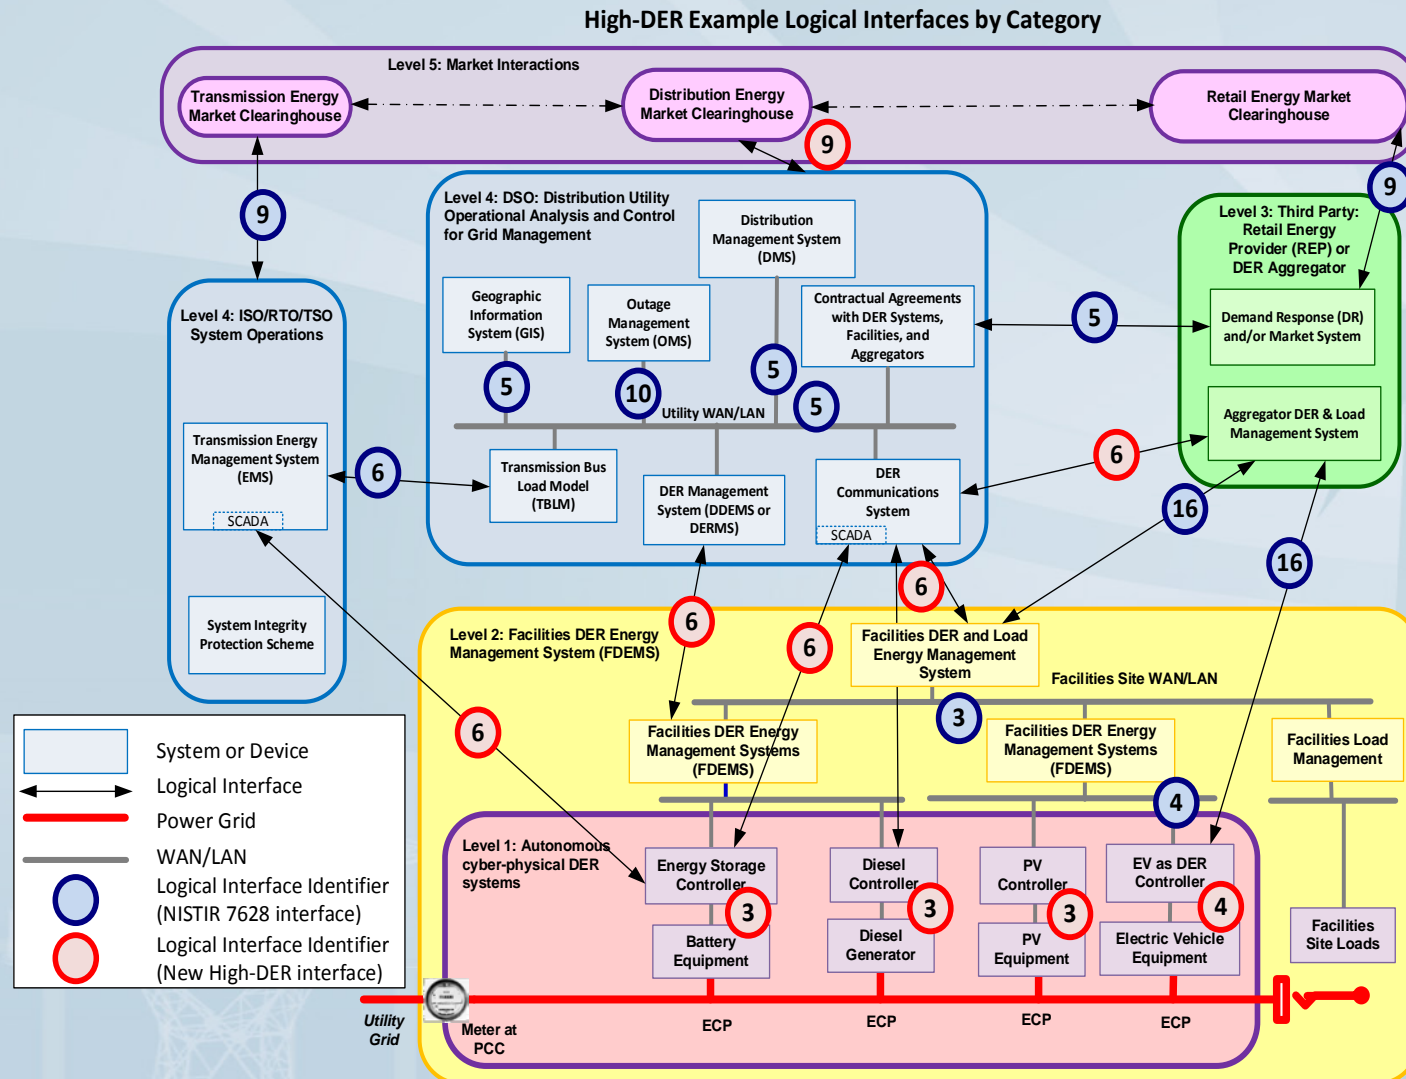 High-DER Example Logical Interfaces by Category
Level 5: Market Interactions
Transmission Energy
Market Clearinghouse
Distribution Energy
Market Clearinghouse
Retail Energy Market
Clearinghouse
9
9
9
Level 4: DSO: Distribution Utility
Operational Analysis and Control
for Grid Management
Distribution
Management System
(DMS)
Level 3: Third Party:
Retail Energy
Provider (REP) or
DER Aggregator
Level 4: ISO/RTO/TSO
System Operations
Geographic
Information
System (GIS)
Outage
Management
System (OMS)
Contractual Agreements
with DER Systems,
Facilities, and
Aggregators
5
Demand Response (DR)
and/or Market System
5
10
5
5
Utility WAN/LAN
Aggregator DER & Load
Management System
Transmission Energy
Management System
(EMS)
SCADA
6
Transmission Bus
Load Model
(TBLM)
DER Management
System (DDEMS or
DERMS)
DER
Communications
System
SCADA
6
16
16
System Integrity
Protection Scheme
6
6
6
6
Level 2: Facilities DER Energy
Management System (FDEMS)
Facilities DER and Load
Energy Management
System
Facilities Site WAN/LAN
3
Facilities DER Energy
Management Systems
(FDEMS)
Facilities DER Energy
Management Systems
(FDEMS)
Facilities Load
Management
4
Level 1: Autonomous
cyber-physical DER
systems
Energy Storage
Controller
Diesel
Controller
PV
Controller
EV as DER
Controller
3
3
3
4
Battery
Equipment
Diesel
Generator
PV
Equipment
Electric Vehicle
Equipment
Facilities
Site Loads
Utility
Grid
Meter at
PCC
ECP
ECP
ECP
ECP
System or Device
Logical Interface
Power Grid
WAN/LAN
Logical Interface Identifier
(NISTIR 7628 interface)
Logical Interface Identifier
(New High-DER interface)